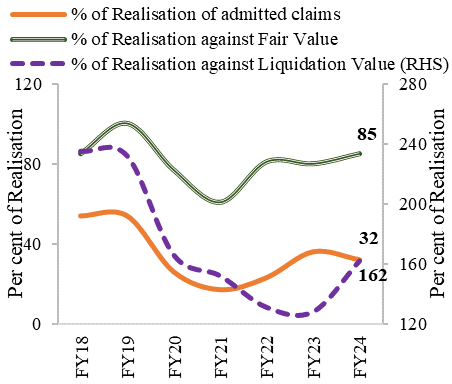 % of Realisation of admitted claims
% of Realisation against Fair Value
% of Realisation against Liquidation Value (RHS)
Per cent of Realisation
120
80
40
0
280
240
200
160
120
Per cent of Realisation
85
32
162
FY18
FY19
FY20
FY21
FY22
FY23
FY24